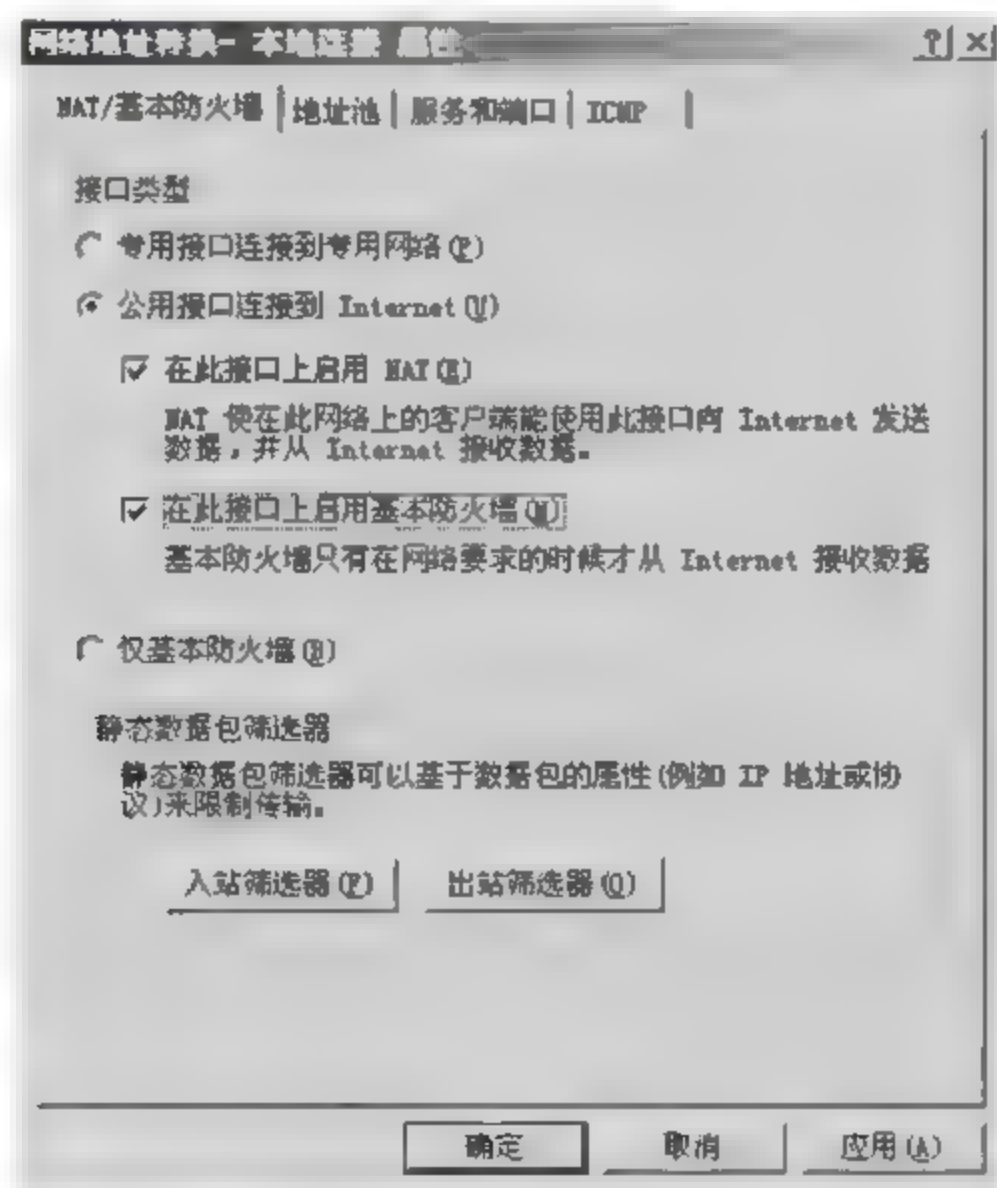 网络地址转换- 本地连接 属性
NAT/基本防火墙 地址池 服务和端口 ICMP
接口类型
专用接口连接到专用网络(P)
公用接口连接到 Internet(U)
在此接口上启用 NAT(E)
NAT 使在此网络上的客户端能使用此接口向 Internet 发送
数据，并从 Internet 接收数据。
在此接口上启用基本防火墙(N)
基本防火墙只有在网络要求的时候才从 Internet 接收数据
仅基本防火墙(B)
静态数据包筛选器
静态数据包筛选器可以基于数据包的属性(例如 IP 地址或协
议)来限制传输。
入站筛选器(F) 出站筛选器(O)
确定 取消 应用(A)